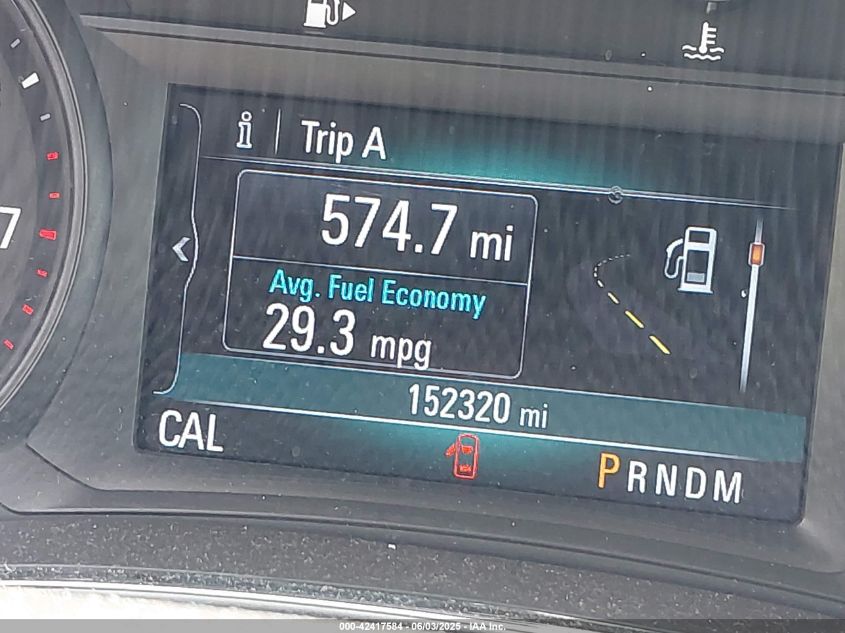 Trip A
7
574.7 mi
Avg. Fuel Economy
29.3 mpg
152320 mi
CAL
PRNDM
000-42417584 - 06/03/2025 - IAA Inc.